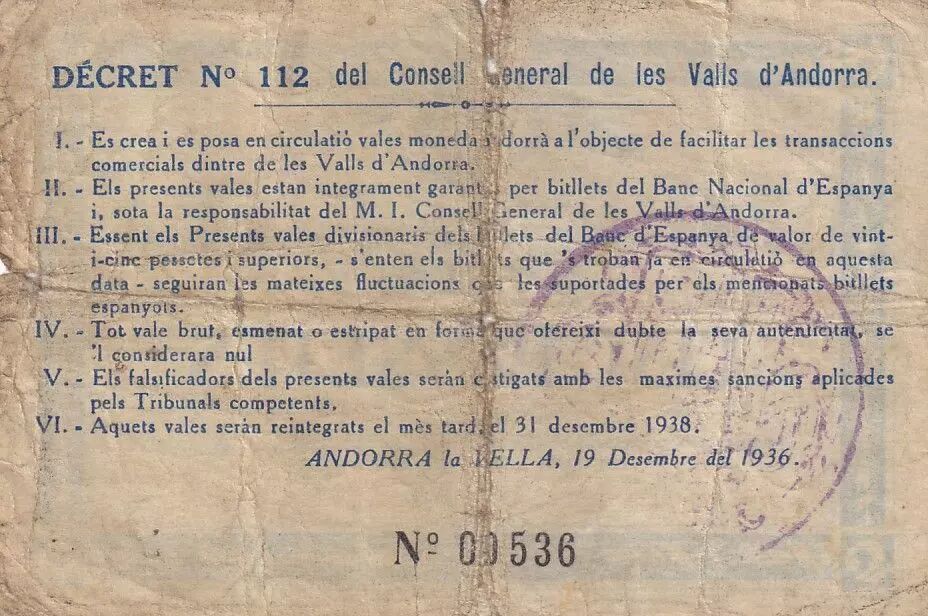 DÉCRET Nº 112 del Consell General de les Valls d'Andorra.
I. - Es crea i es posa en circulatiò vales moneda andorrà a l'objecte de facilitar les transaccions
comercials dintre de les Valls d'Andorra.
II. - Els presents vales estan integrament garantits per bitllets del Banc Nacional d'Espanya
i, sota la responsabilitat del M. I. Consell General de les Valls d'Andorra.
III. - Essent els Presents vales divisionaris dels bitllets del Banc d'Espanya de valor de vint-
i-cinc pessetes i superiors, - s'enten els bitllets que 's troban ja en circulatiò en aquesta
data - seguiran les mateixes fluctuacions que les suportades per els mencionats bitllets
espanyols.
IV. - Tot vale brut, esmenat o estripat en forma que ofereixi dubte la seva autenticitat, se
'l considerara nul
V. - Els falsificadors dels presents vales seràn castigats amb les maximes sancions aplicades
pels Tribunals competents.
VI. - Aquets vales seràn reintegrats el mès tard, el 31 desembre 1938.
ANDORRA la VELLA, 19 Desembre del 1936.
Nº 00536